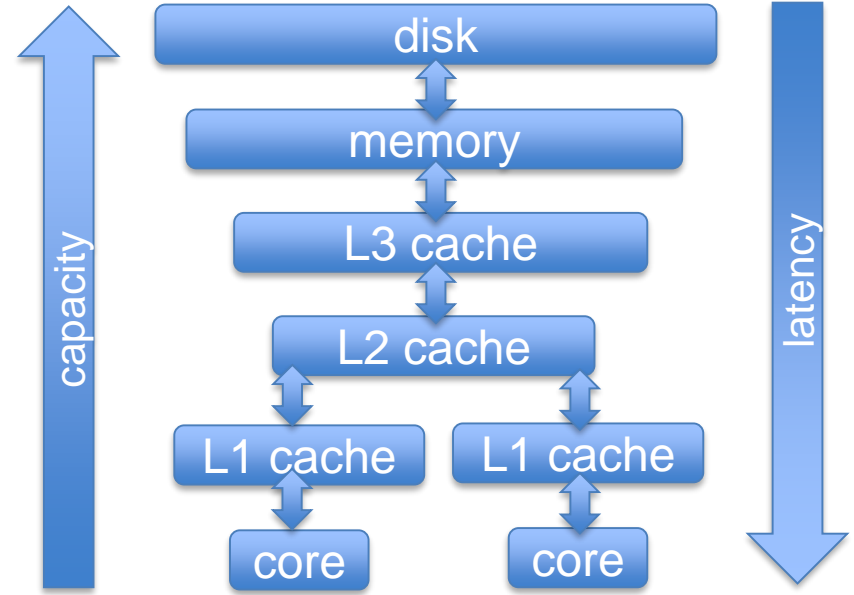 disk
memory
L3 cache
L2 cache
L1 cache
L1 cache
core
core
capacity
latency